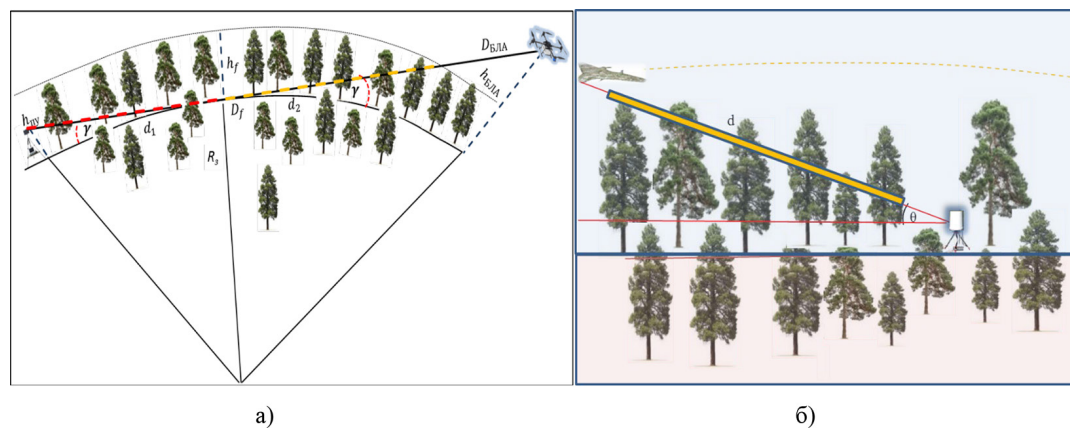 D_БЛА
h_f
h_БЛА
γ
d_2
h_ПУ
D_f
d_1
γ
R_з
d
θ
а)
б)